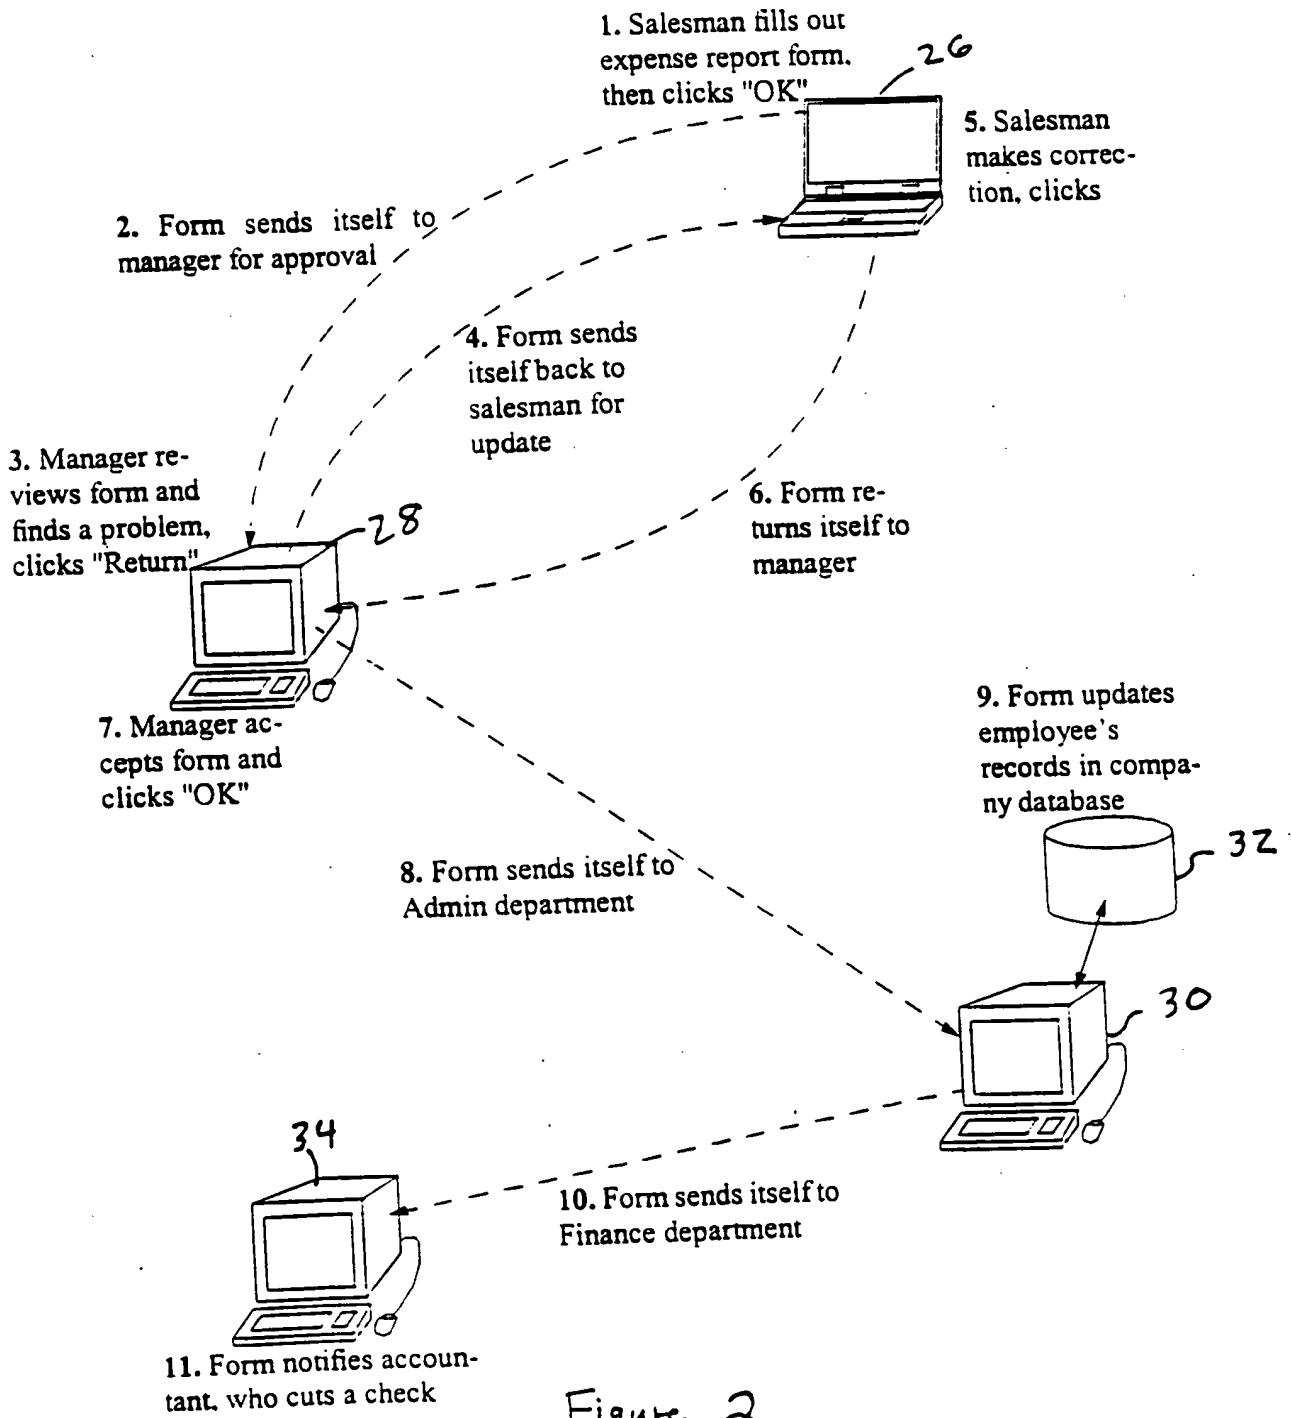 1. Salesman fills out
expense report form.
then clicks "OK"
26
5. Salesman
makes correc-
tion, clicks
2. Form sends itself to
manager for approval
4. Form sends
itself back to
salesman for
update
3. Manager re-
views form and
finds a problem,
clicks "Return"
28
6. Form re-
turns itself to
manager
7. Manager ac-
cepts form and
clicks "OK"
9. Form updates
employee's
records in compa-
ny database
32
8. Form sends itself to
Admin department
30
34
10. Form sends itself to
Finance department
11. Form notifies accoun-
tant, who cuts a check
Figure 2